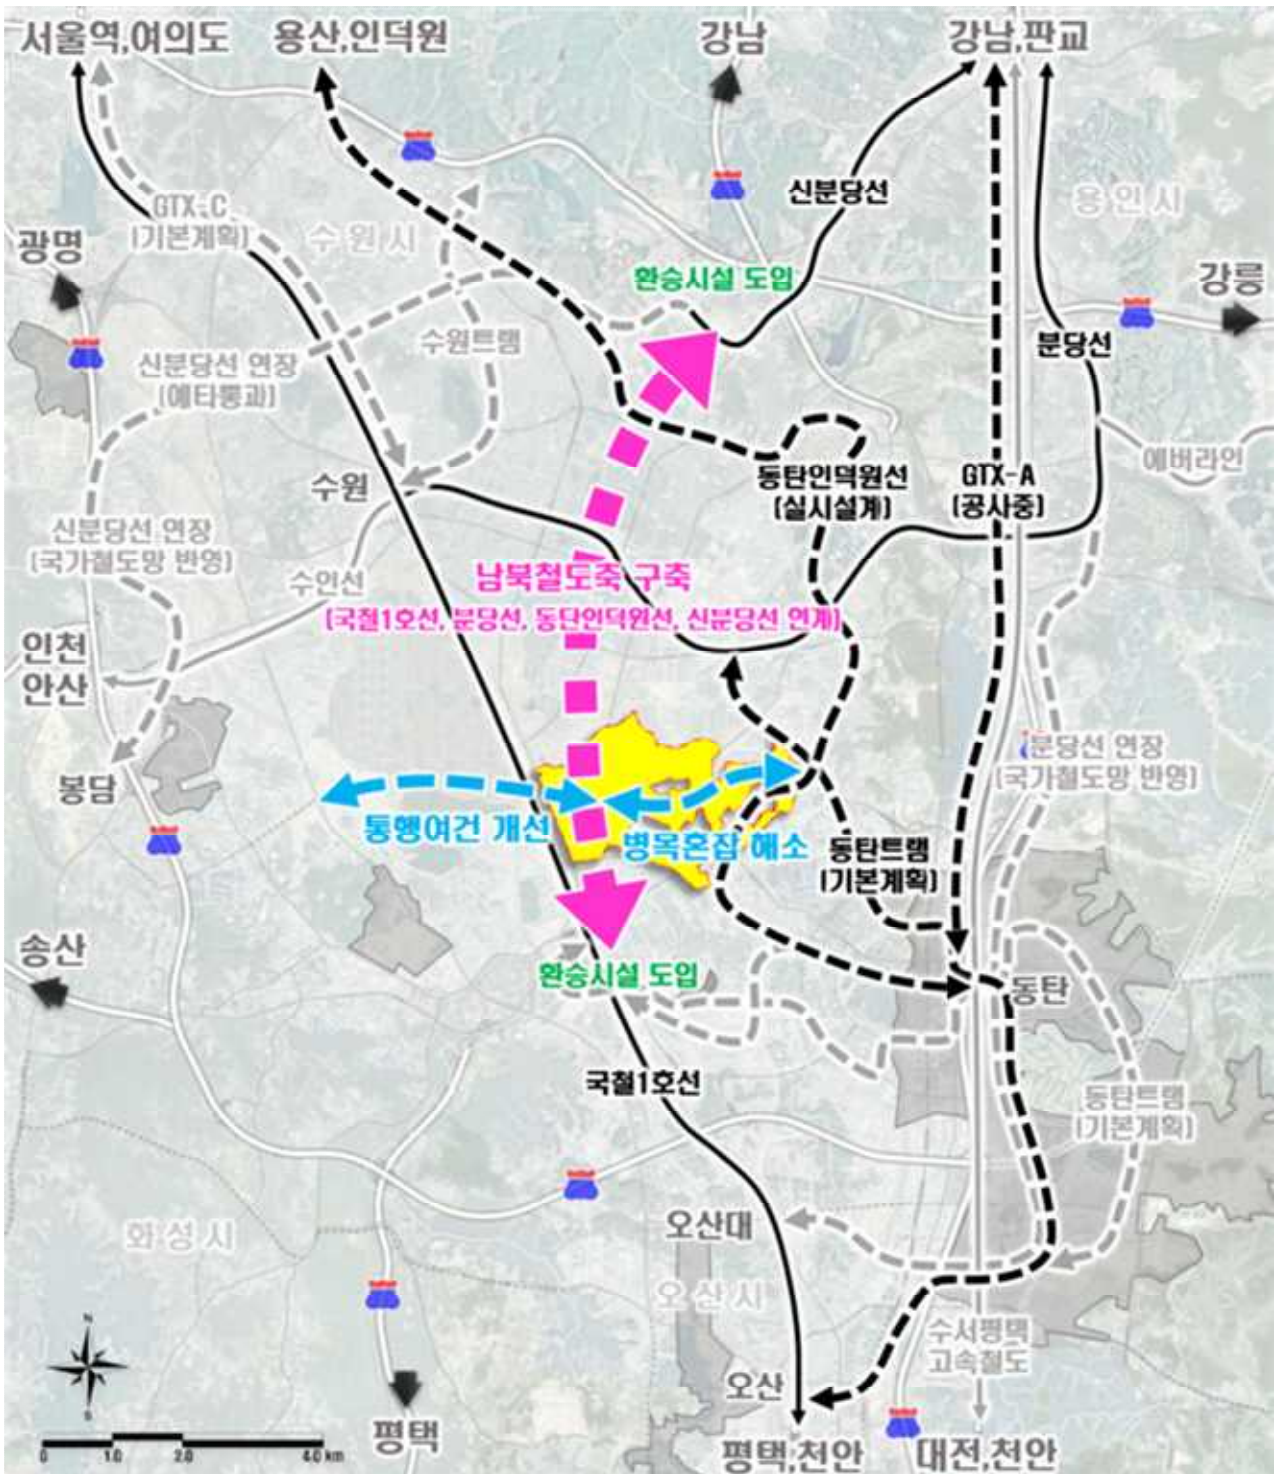 서울역,여의도
용산,인덕원
강남
강남,판교
신분당선
용인시
GTX-C
(기본계획)
수원시
광명
환승시설 도입
강릉
분당선
수원트램
신분당선 연장
(예타통과)
에버라인
동탄인덕원선
(실시설계)
GTX-A
(공사중)
수원
신분당선 연장
(국가철도망 반영)
수인선
남북철도축 구축
(국철1호선, 분당선, 동탄인덕원선, 신분당선 연계)
인천
안산
분당선 연장
(국가철도망 반영)
봉담
통행여건 개선
병목혼잡 해소
동탄트램
(기본계획)
송산
환승시설 도입
동탄
국철1호선
동탄트램
(기본계획)
오산대
화성시
오산시
수서평택
고속철도
N
S
오산
평택
평택,천안
대전,천안
0 1.0 2.0 4.0 km